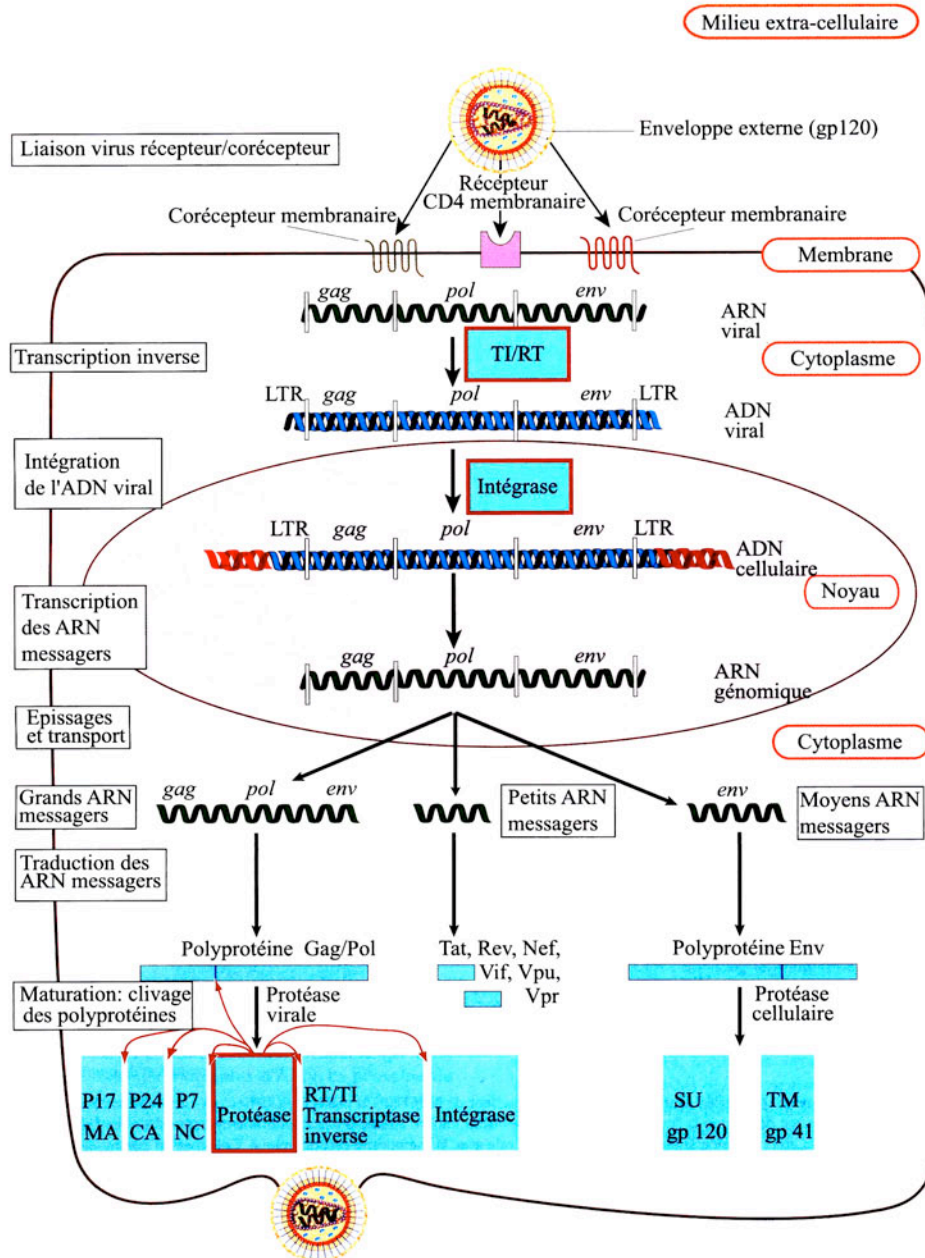 Milieu extra-cellulaire
Enveloppe externe (gp120)
Liaison virus récepteur/corécepteur
Récepteur
CD4 membranaire
Corécepteur membranaire
Corécepteur membranaire
Membrane
gag pol env
ARN
viral
TI/RT
Transcription inverse
Cytoplasme
LTR gag pol env LTR
ADN
viral
Intégration
de l'ADN viral
Intégrase
LTR gag pol env LTR
ADN
cellulaire
Noyau
Transcription
des ARN
messagers
gag pol env
ARN
génomique
Epissages
et transport
Cytoplasme
Grands ARN
messagers
gag pol env
Petits ARN
messagers
env
Moyens ARN
messagers
Traduction des
ARN messagers
Polyprotéine Gag/Pol
Tat, Rev, Nef,
Vif, Vpu,
Vpr
Polyprotéine Env
Maturation: clivage
des polyprotéines
Protéase
virale
Protéase
cellulaire
P17
MA
P24
CA
P7
NC
Protéase
RT/TI
Transcriptase
inverse
Intégrase
SU
gp 120
TM
gp 41